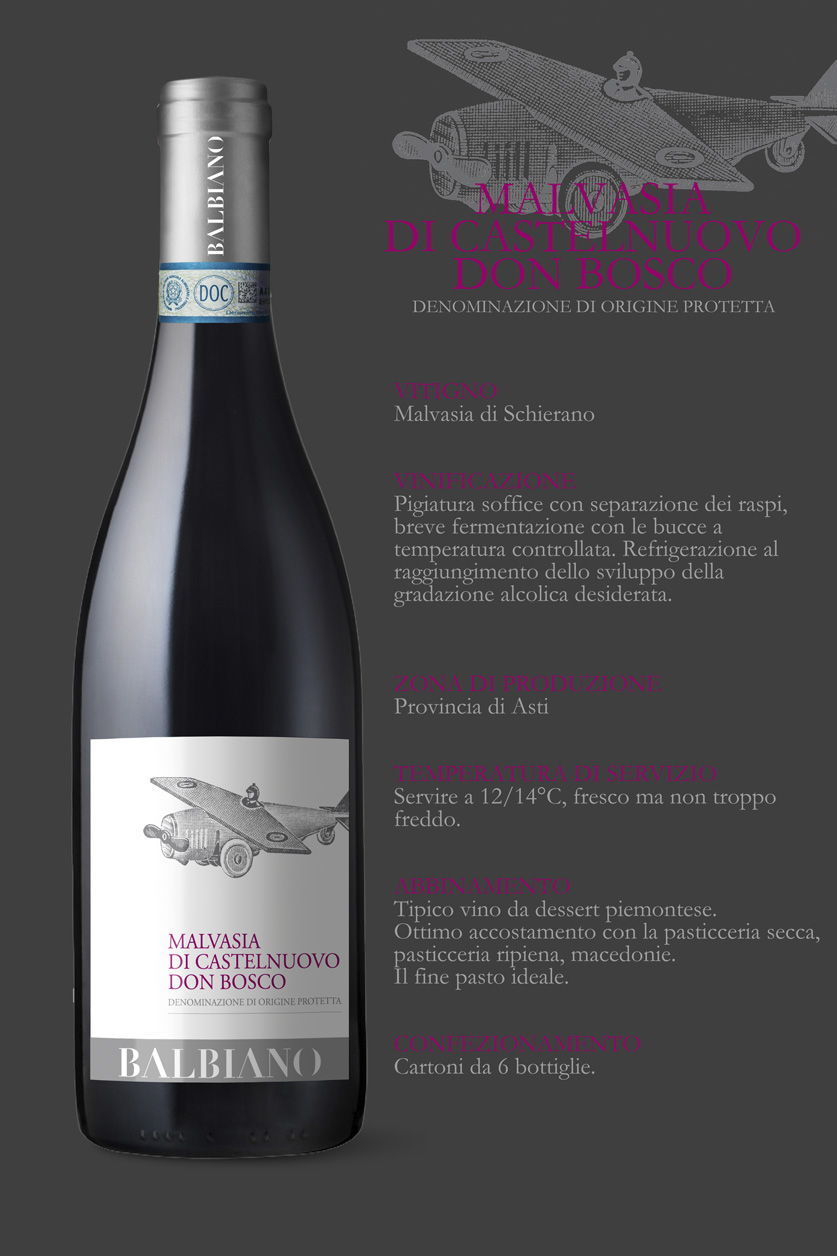 BALBIANO
DOC
MALVASIA
DI CASTELNUOVO
DON BOSCO
DENOMINAZIONE DI ORIGINE PROTETTA
BALBIANO
MALVASIA
DI CASTELNUOVO
DON BOSCO
DENOMINAZIONE DI ORIGINE PROTETTA
VITIGNO
Malvasia di Schierano
VINIFICAZIONE
Pigiatura soffice con separazione dei raspi,
breve fermentazione con le bucce a
temperatura controllata. Refrigerazione al
raggiungimento dello sviluppo della
gradazione alcolica desiderata.
ZONA DI PRODUZIONE
Provincia di Asti
TEMPERATURA DI SERVIZIO
Servire a 12/14°C, fresco ma non troppo
freddo.
ABBINAMENTO
Tipico vino da dessert piemontese.
Ottimo accostamento con la pasticceria secca,
pasticceria ripiena, macedonie.
Il fine pasto ideale.
CONFEZIONAMENTO
Cartoni da 6 bottiglie.